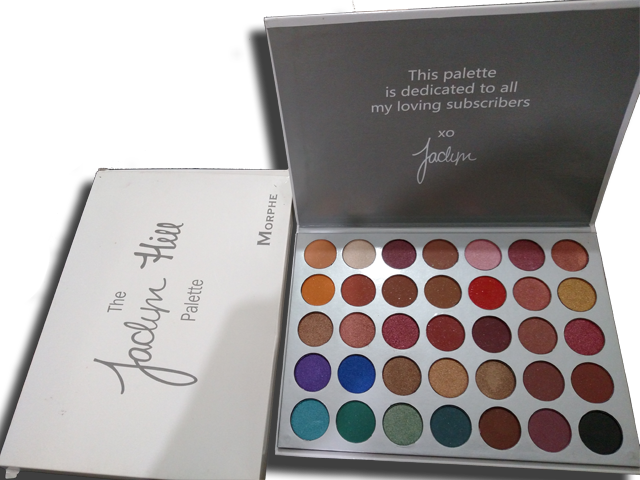 The
Jaclyn Hill
Palette
MORPHE
This palette
is dedicated to all
my loving subscribers
xo
Jaclyn